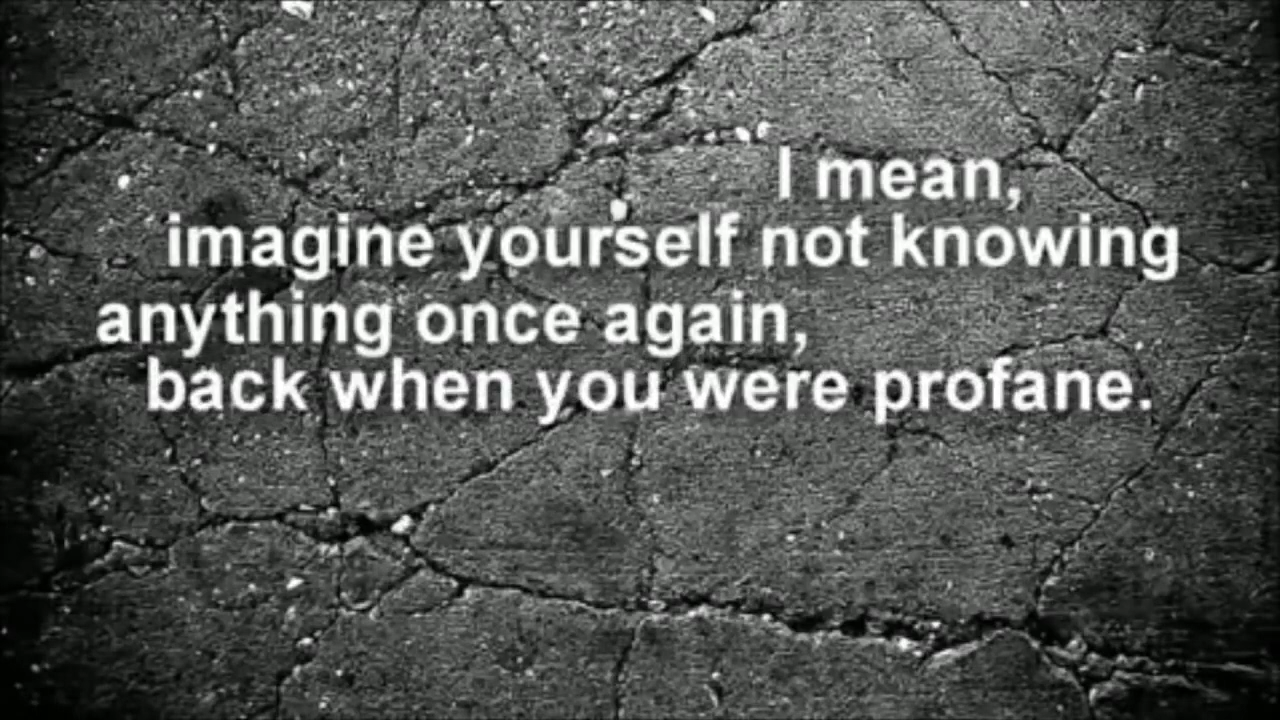 I mean,
imagine yourself not knowing
anything once again,
back when you were profane.